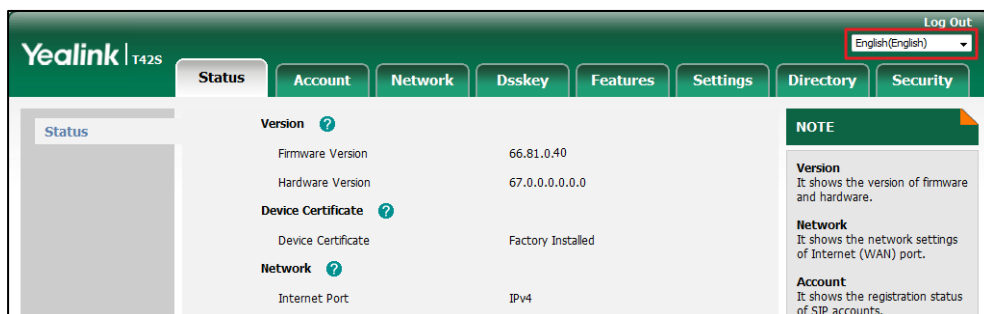 Log Out
Yealink T42S
English(English)
Status Account Network Dsskey Features Settings Directory Security
Status
Version ?
Firmware Version 66.81.0.40
Hardware Version 67.0.0.0.0.0.0
Device Certificate ?
Device Certificate Factory Installed
Network ?
Internet Port IPv4
NOTE
Version
It shows the version of firmware
and hardware.
Network
It shows the network settings
of Internet (WAN) port.
Account
It shows the registration status
of SIP accounts.